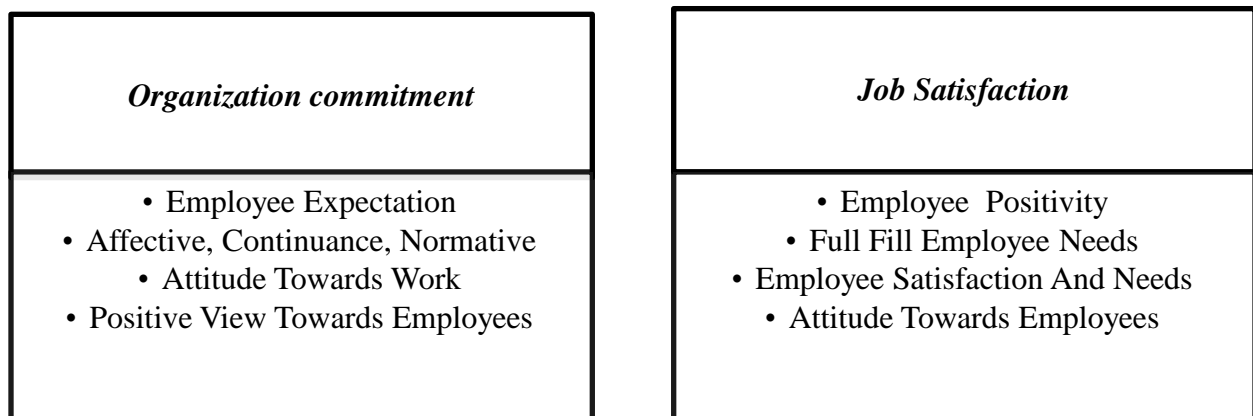 Organization commitment
• Employee Expectation
• Affective, Continuance, Normative
• Attitude Towards Work
• Positive View Towards Employees
Job Satisfaction
• Employee  Positivity
• Full Fill Employee Needs
• Employee Satisfaction And Needs
• Attitude Towards Employees